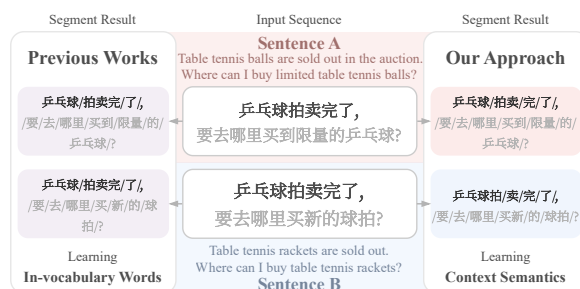 Segment Result
Input Sequence
Segment Result
Previous Works
乒乓球/拍卖/完/了/,
/要/去/哪里/买到/限量/的/
乒乓球/?
乒乓球/拍卖/完/了/,
/要/去/哪里/买/新/的/球
拍/?
Learning
In-vocabulary Words
Sentence A
Table tennis balls are sold out in the auction.
Where can I buy limited table tennis balls?
乒乓球拍卖完了,
要去哪里买到限量的乒乓球?
乒乓球拍卖完了,
要去哪里买新的球拍?
Table tennis rackets are sold out.
Where can I buy table tennis rackets?
Sentence B
Our Approach
乒乓球/拍卖/完/了/,
/要/去/哪里/买到/限量/的/
乒乓球/?
乒乓球拍/卖/完/了/,
/要/去/哪里/买/新/的/球拍/?
Learning
Context Semantics